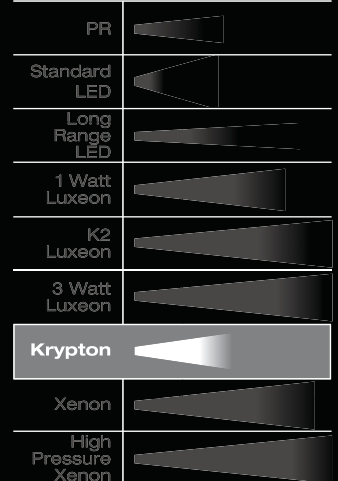 PR
Standard
LED
Long
Range
LED
1 Watt
Luxeon
K2
Luxeon
3 Watt
Luxeon
Krypton
Xenon
High
Pressure
Xenon